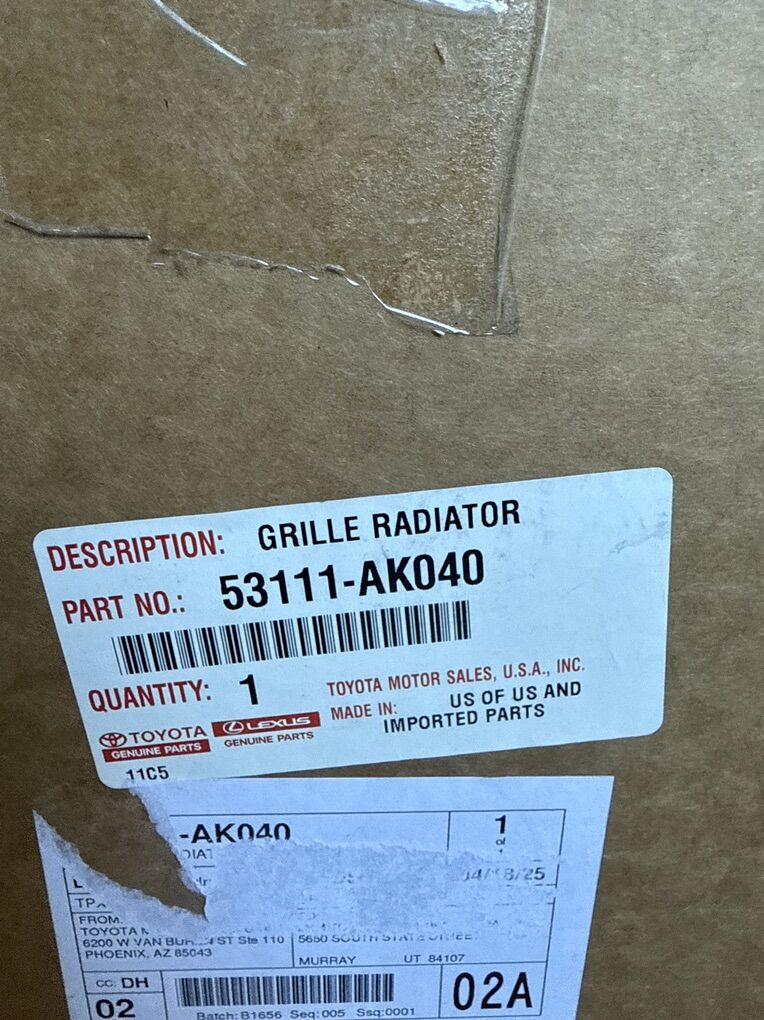 DESCRIPTION: GRILLE RADIATOR
PART NO.: 53111-AK040
QUANTITY: 1
TOYOTA MOTOR SALES, U.S.A., INC.
MADE IN: US OF US AND
IMPORTED PARTS
TOYOTA
GENUINE PARTS
LEXUS
GENUINE PARTS
11C5
-AK040
1
of
FROM:
TOYOTA
6200 W VAN ST Ste 110
PHOENIX, AZ 85043
5650 SOUTH STATE
MURRAY UT 84107
CC: DH
02
Batch: B1656 Seq:005 Ssq:0001
02A